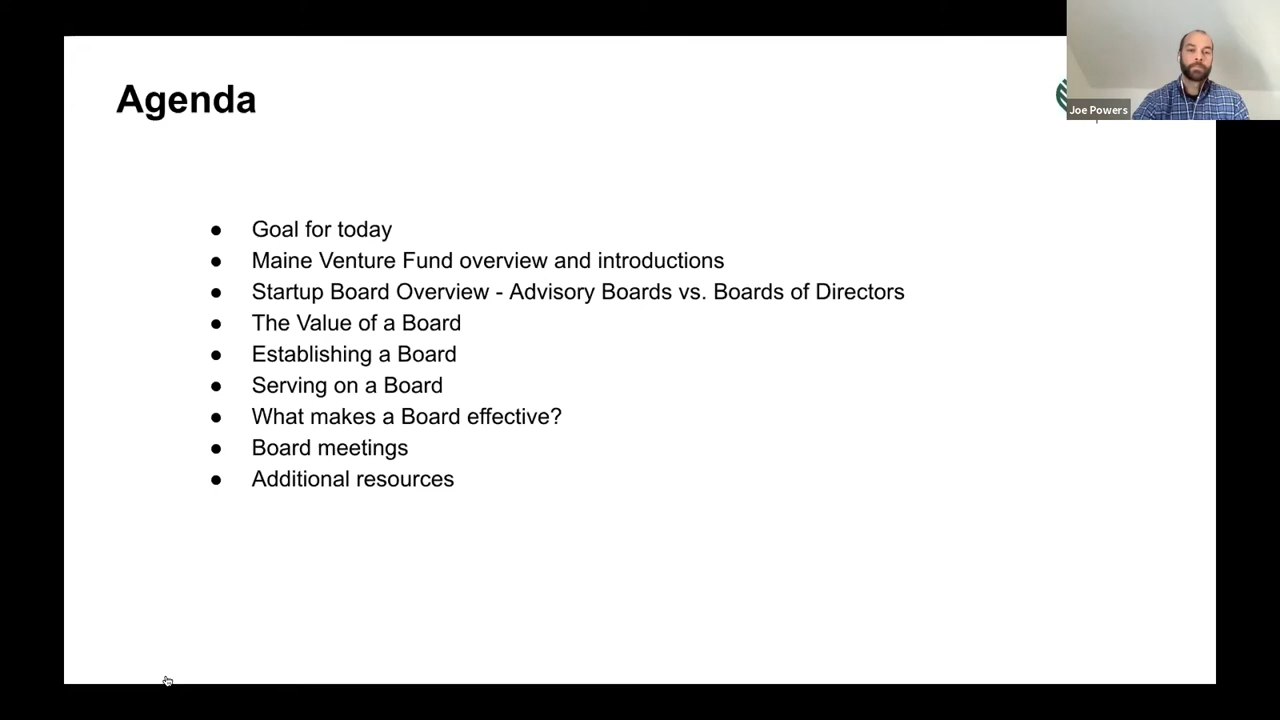 Agenda
Joe Powers
● Goal for today
● Maine Venture Fund overview and introductions
● Startup Board Overview - Advisory Boards vs. Boards of Directors
● The Value of a Board
● Establishing a Board
● Serving on a Board
● What makes a Board effective?
● Board meetings
● Additional resources